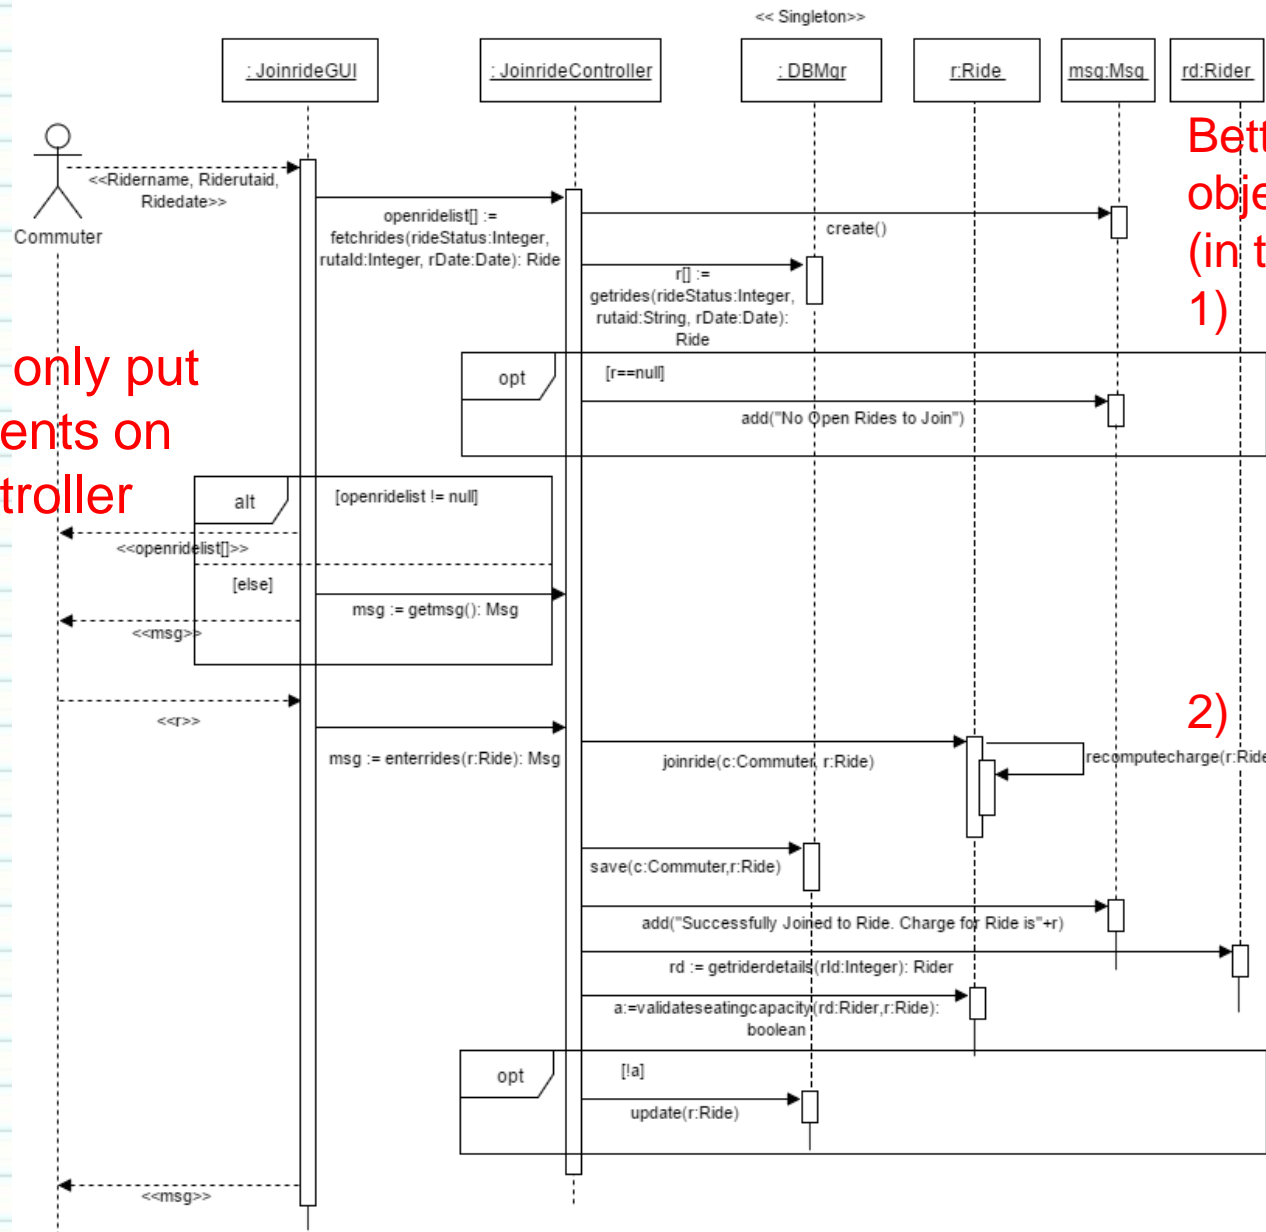 << Singleton>>
: JoinrideGUI
: JoinrideController
: DBMgr
r:Ride
msg:Msg
rd:Rider
Commuter
<<Ridername, Riderutaid,
Ridedate>>
openridelist[] :=
fetchrides(rideStatus:Integer,
rutaId:Integer, rDate:Date): Ride
create()
r[] :=
getrides(rideStatus:Integer,
rutaid:String, rDate:Date):
Ride
(in
1)
only put
on
opt
[r==null]
add("No Open Rides to Join")
alt
[openridelist != null]
<<openridelist[]>>
[else]
msg := getmsg(): Msg
<<msg>>
<<r>>
msg := enterrides(r:Ride): Msg
joinride(c:Commuter, r:Ride)
2)
recomputecharge(r:Ride
save(c:Commuter,r:Ride)
add("Successfully Joined to Ride. Charge for Ride is"+r)
rd := getriderdetails(rId:Integer): Rider
a:=validateseatingcapacity(rd:Rider,r:Ride):
boolean
opt
[!a]
update(r:Ride)
<<msg>>